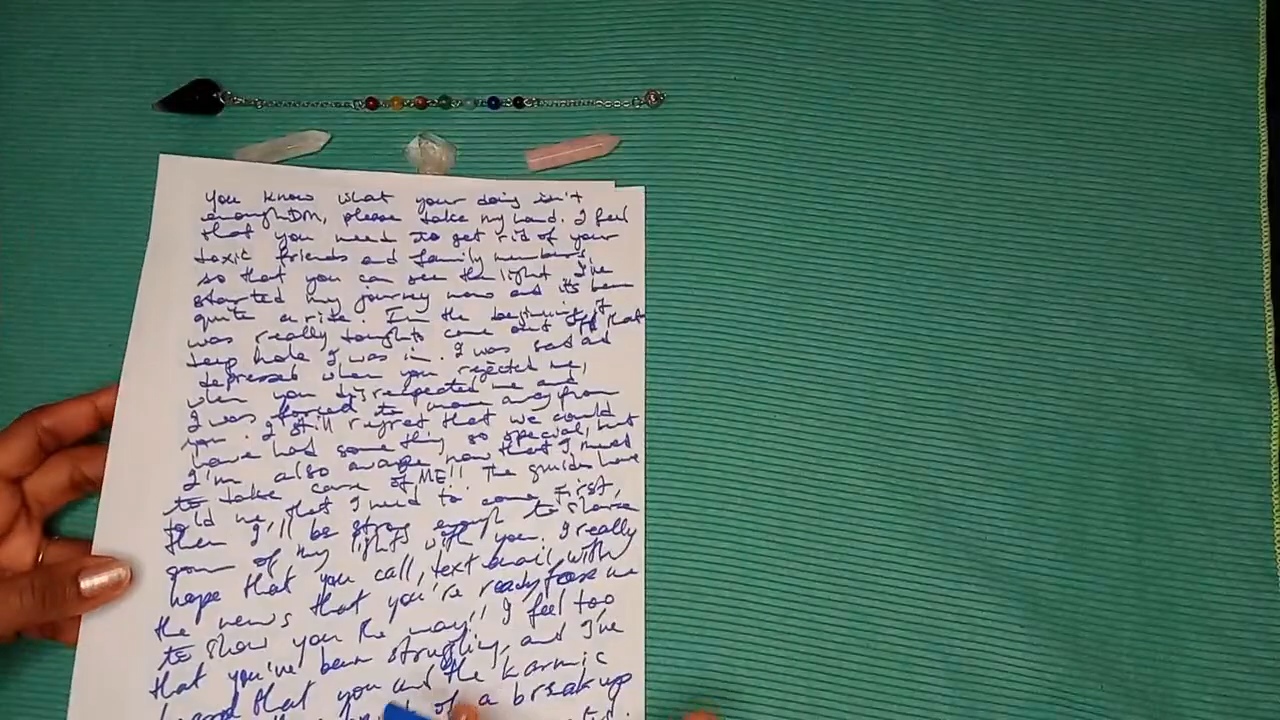 You know what your doing isn't
enough DM, please take my hand. I feel
that you need to get rid of your
toxic friends and family members,
so that you can see the light. I've
started my journey now and it's been
quite a ride! In the beginning I
was really tough to come out off that
deep hole I was in. I was sad ad
depressed when you rejected me,
when you disrespected me and
I was forced to move away from
you. I still regret that we could
have had some thing so special, but
I'm also aware now that I need
to take care of ME!! The guides have
told me that I need to come First,
then I'll be strong enough to share
of my lights with you. I really
hope that you call, text email with
the news that you're ready for me
to show you the way!! I feel too,
that you've been struggling, and I've
heard that you and the karmic
of a breakup